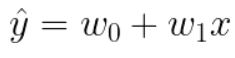 ŷ = w₀ + w₁x